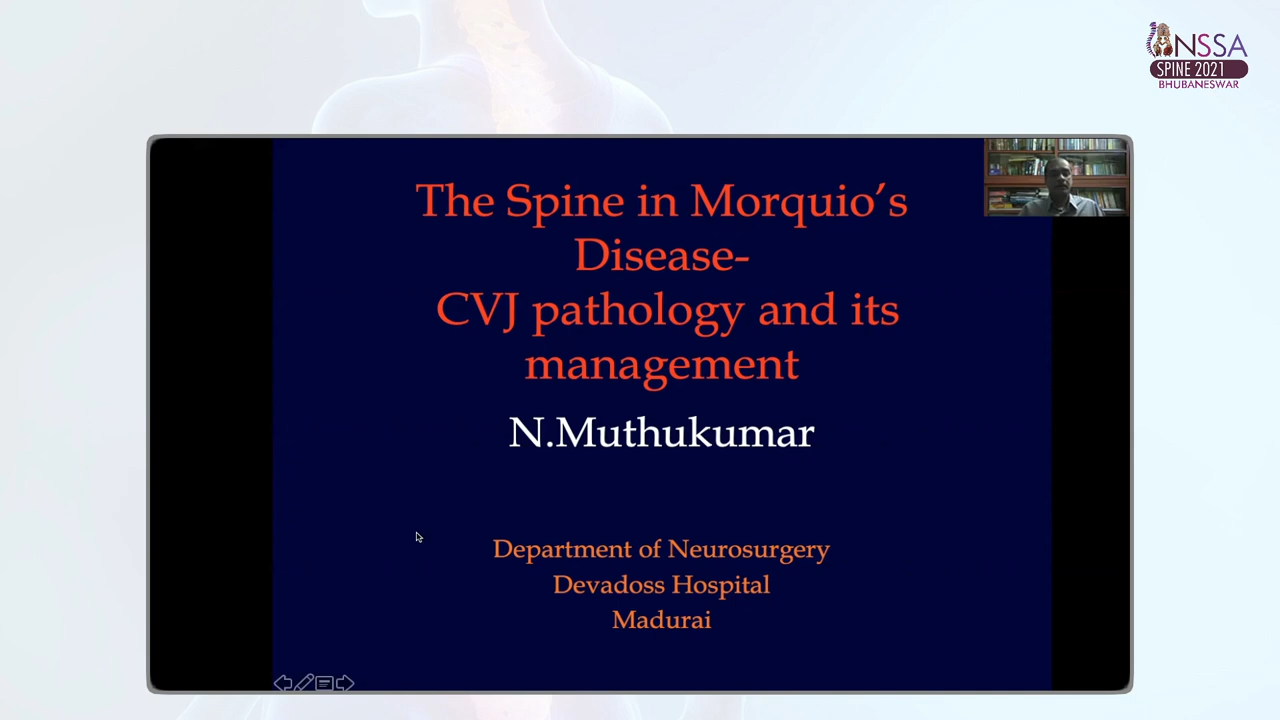 NSSA
SPINE 2021
BHUBANESWAR
The Spine in Morquio’s
Disease-
CVJ pathology and its
management
N.Muthukumar
Department of Neurosurgery
Devadoss Hospital
Madurai